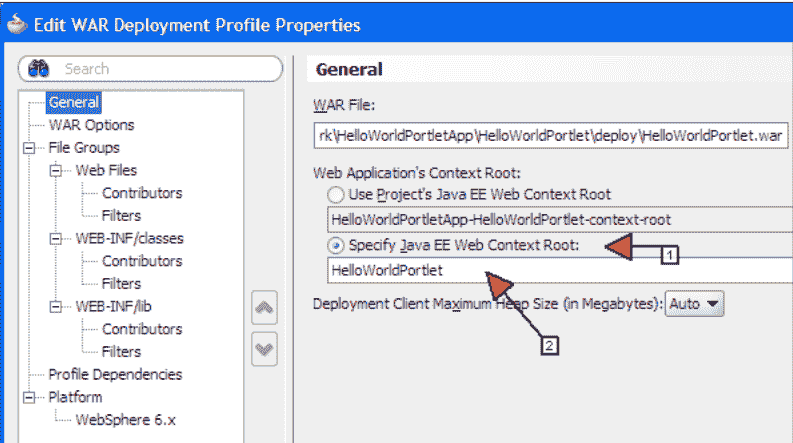 Edit WAR Deployment Profile Properties
Search
General
WAR Options
File Groups
Web Files
Contributors
Filters
WEB-INF/classes
Contributors
Filters
WEB-INF/lib
Contributors
Filters
Profile Dependencies
Platform
WebSphere 6.x
General
WAR File:
rk\HelloWorldPortletApp\HelloWorldPortlet\deploy\HelloWorldPortlet.war
Web Application's Context Root:
Use Project's Java EE Web Context Root
HelloWorldPortletApp-HelloWorldPortlet-context-root
Specify Java EE Web Context Root:
1
HelloWorldPortlet
Deployment Client Maximum Heap Size (in Megabytes): Auto
2